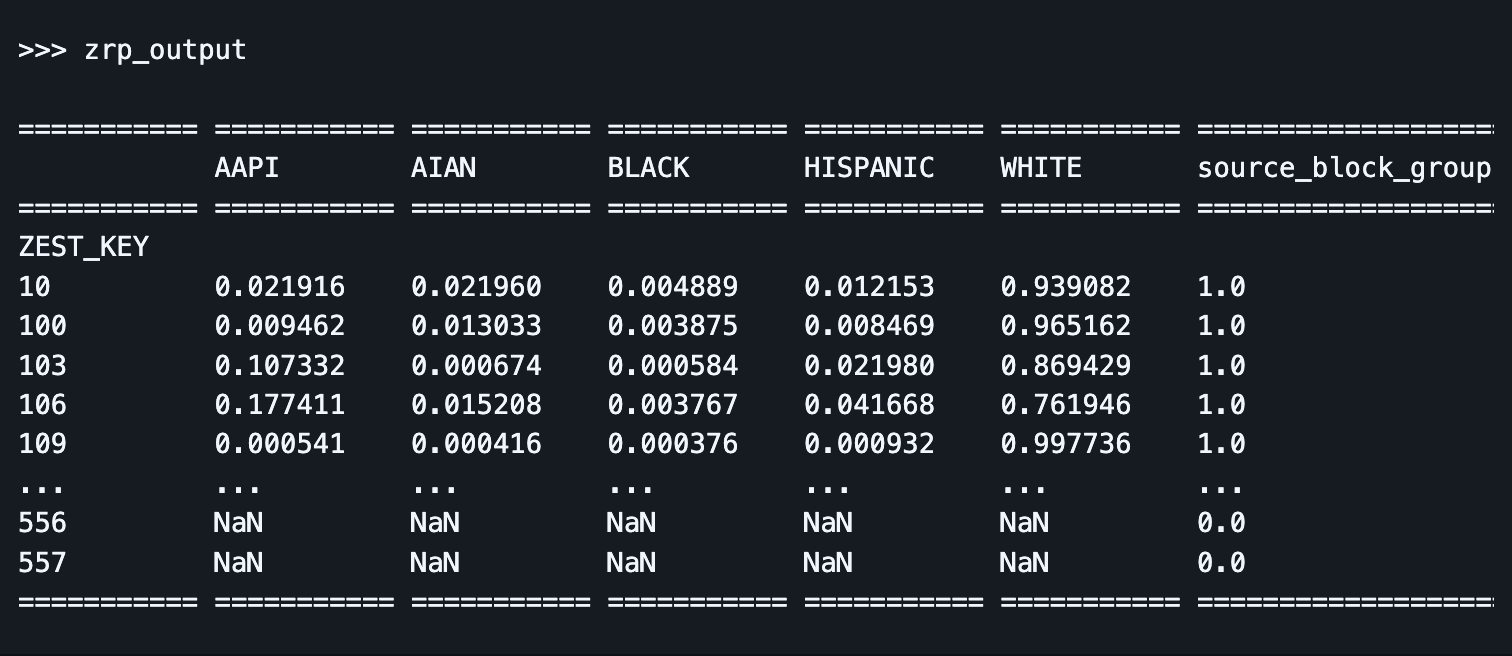 >>> zrp_output
=========== =========== =========== =========== =========== =========== ==================
AAPI AIAN BLACK HISPANIC WHITE source_block_group
=========== =========== =========== =========== =========== =========== ==================
ZEST_KEY
10 0.021916 0.021960 0.004889 0.012153 0.939082 1.0
100 0.009462 0.013033 0.003875 0.008469 0.965162 1.0
103 0.107332 0.000674 0.000584 0.021980 0.869429 1.0
106 0.177411 0.015208 0.003767 0.041668 0.761946 1.0
109 0.000541 0.000416 0.000376 0.000932 0.997736 1.0
... ... ... ... ... ... ...
556 NaN NaN NaN NaN NaN 0.0
557 NaN NaN NaN NaN NaN 0.0
=========== =========== =========== =========== =========== =========== ==================